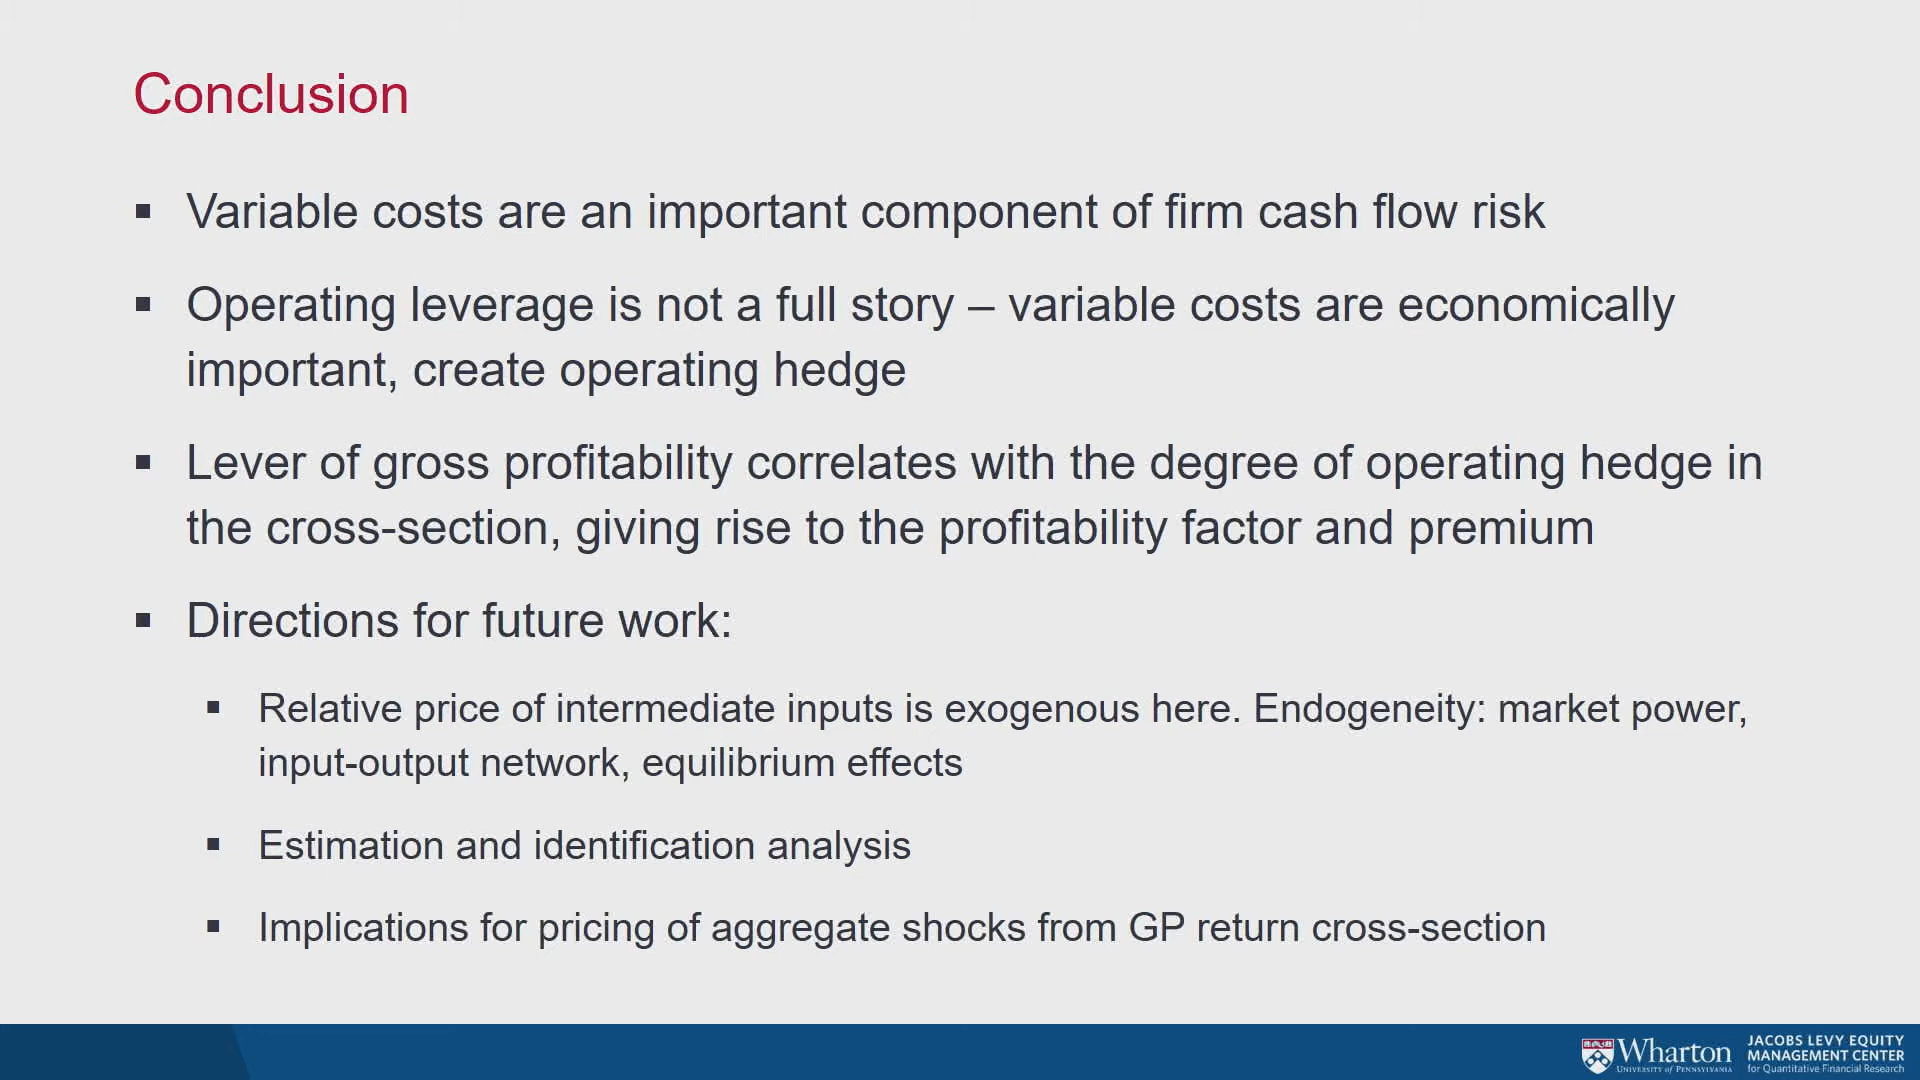 Conclusion
▪ Variable costs are an important component of firm cash flow risk
▪ Operating leverage is not a full story – variable costs are economically
important, create operating hedge
▪ Lever of gross profitability correlates with the degree of operating hedge in
the cross-section, giving rise to the profitability factor and premium
▪ Directions for future work:
▪ Relative price of intermediate inputs is exogenous here. Endogeneity: market power,
input-output network, equilibrium effects
▪ Estimation and identification analysis
▪ Implications for pricing of aggregate shocks from GP return cross-section
Wharton
UNIVERSITY of PENNSYLVANIA
JACOBS LEVY EQUITY
MANAGEMENT CENTER
for Quantitative Financial Research